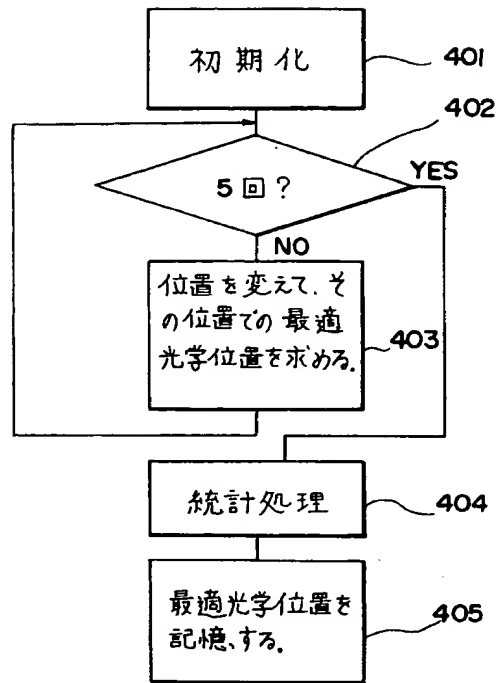 初期化
401
402
5回?
YES
NO
位置を変えて、そ
の位置での最適
光学位置を求める.
403
統計処理
404
最適光学位置を
記憶、する.
405